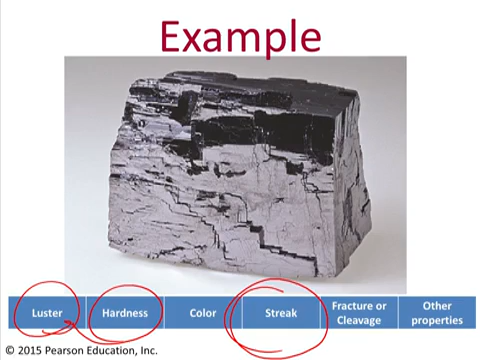 Example
Luster Hardness Color Streak Fracture or Cleavage Other properties
© 2015 Pearson Education, Inc.